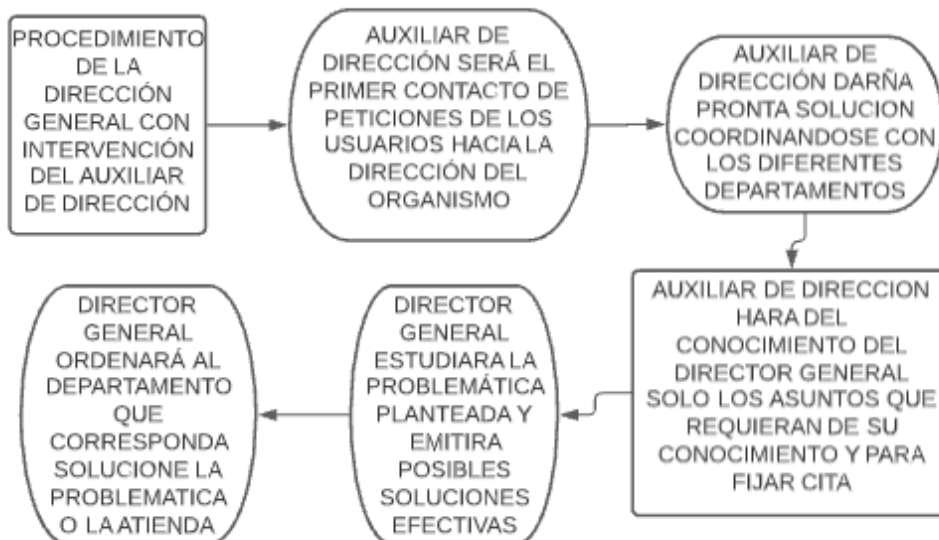 PROCEDIMIENTO
DE LA
DIRECCIÓN
GENERAL CON
INTERVENCIÓN
DEL AUXILIAR
DE DIRECCIÓN
AUXILIAR DE
DIRECCIÓN SERÁ EL
PRIMER CONTACTO DE
PETICIONES DE LOS
USUARIOS HACIA LA
DIRECCIÓN DEL
ORGANISMO
AUXILIAR DE
DIRECCIÓN DARÑA
PRONTA SOLUCION
COORDINANDOSE CON
LOS DIFERENTES
DEPARTAMENTOS
AUXILIAR DE DIRECCION
HARA DEL
CONOCIMIENTO DEL
DIRECTOR GENERAL
SOLO LOS ASUNTOS QUE
REQUIERAN DE SU
CONOCIMIENTO Y PARA
FIJAR CITA
DIRECTOR
GENERAL
ESTUDIARA LA
PROBLEMÁTICA
PLANTEADA Y
EMITIRA
POSIBLES
SOLUCIONES
EFECTIVAS
DIRECTOR
GENERAL
ORDENARÁ AL
DEPARTAMENTO
QUE
CORRESPONDA
SOLUCIONE LA
PROBLEMATICA
O LA ATIENDA